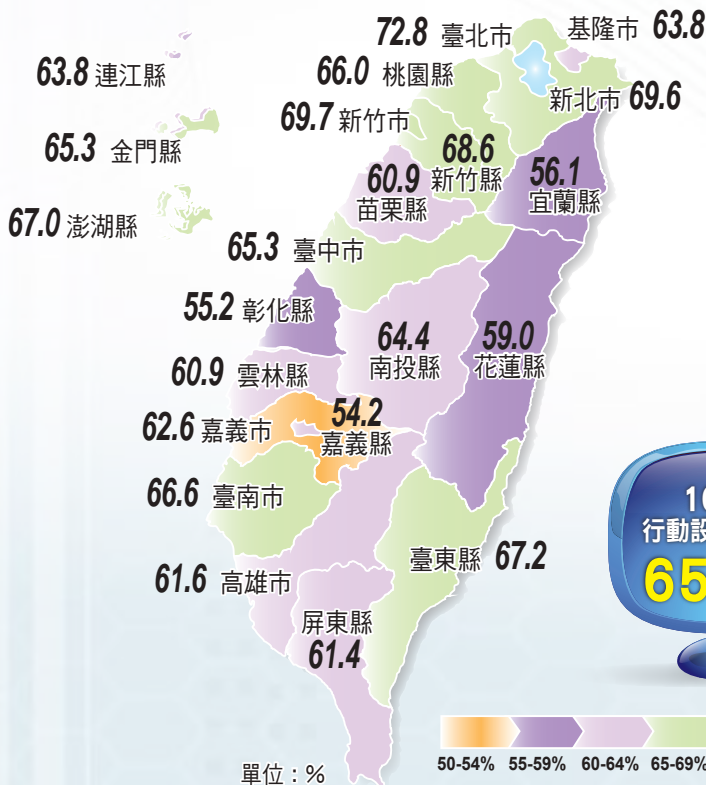 72.8 臺北市
基隆市 63.8
63.8 連江縣
66.0 桃園縣
新北市 69.6
69.7 新竹市
65.3 金門縣
68.6
新竹縣
60.9
苗栗縣
56.1
宜蘭縣
67.0 澎湖縣
65.3 臺中市
55.2 彰化縣
64.4
南投縣
59.0
花蓮縣
60.9 雲林縣
54.2
嘉義縣
62.6 嘉義市
66.6 臺南市
臺東縣 67.2
61.6 高雄市
屏東縣
61.4
10
行動設
65
50-54% 55-59% 60-64% 65-69%
單位：%